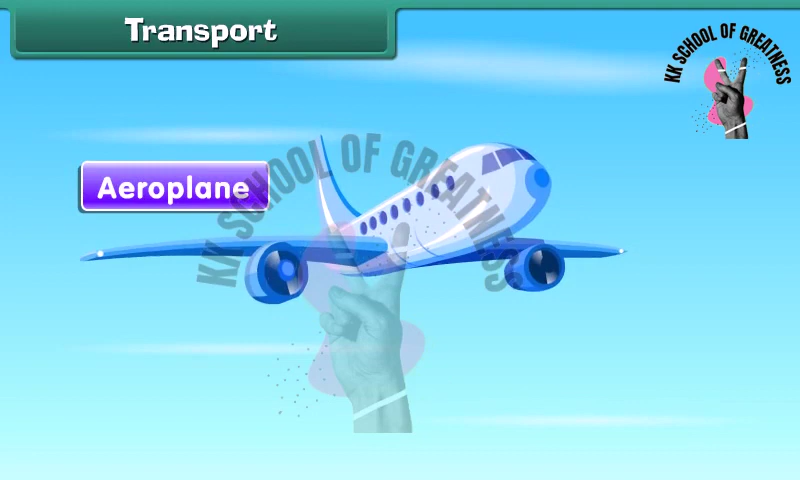 Transport
KK SCHOOL OF GREATNESS
Aeroplane
KK SCHOOL OF GREATNESS